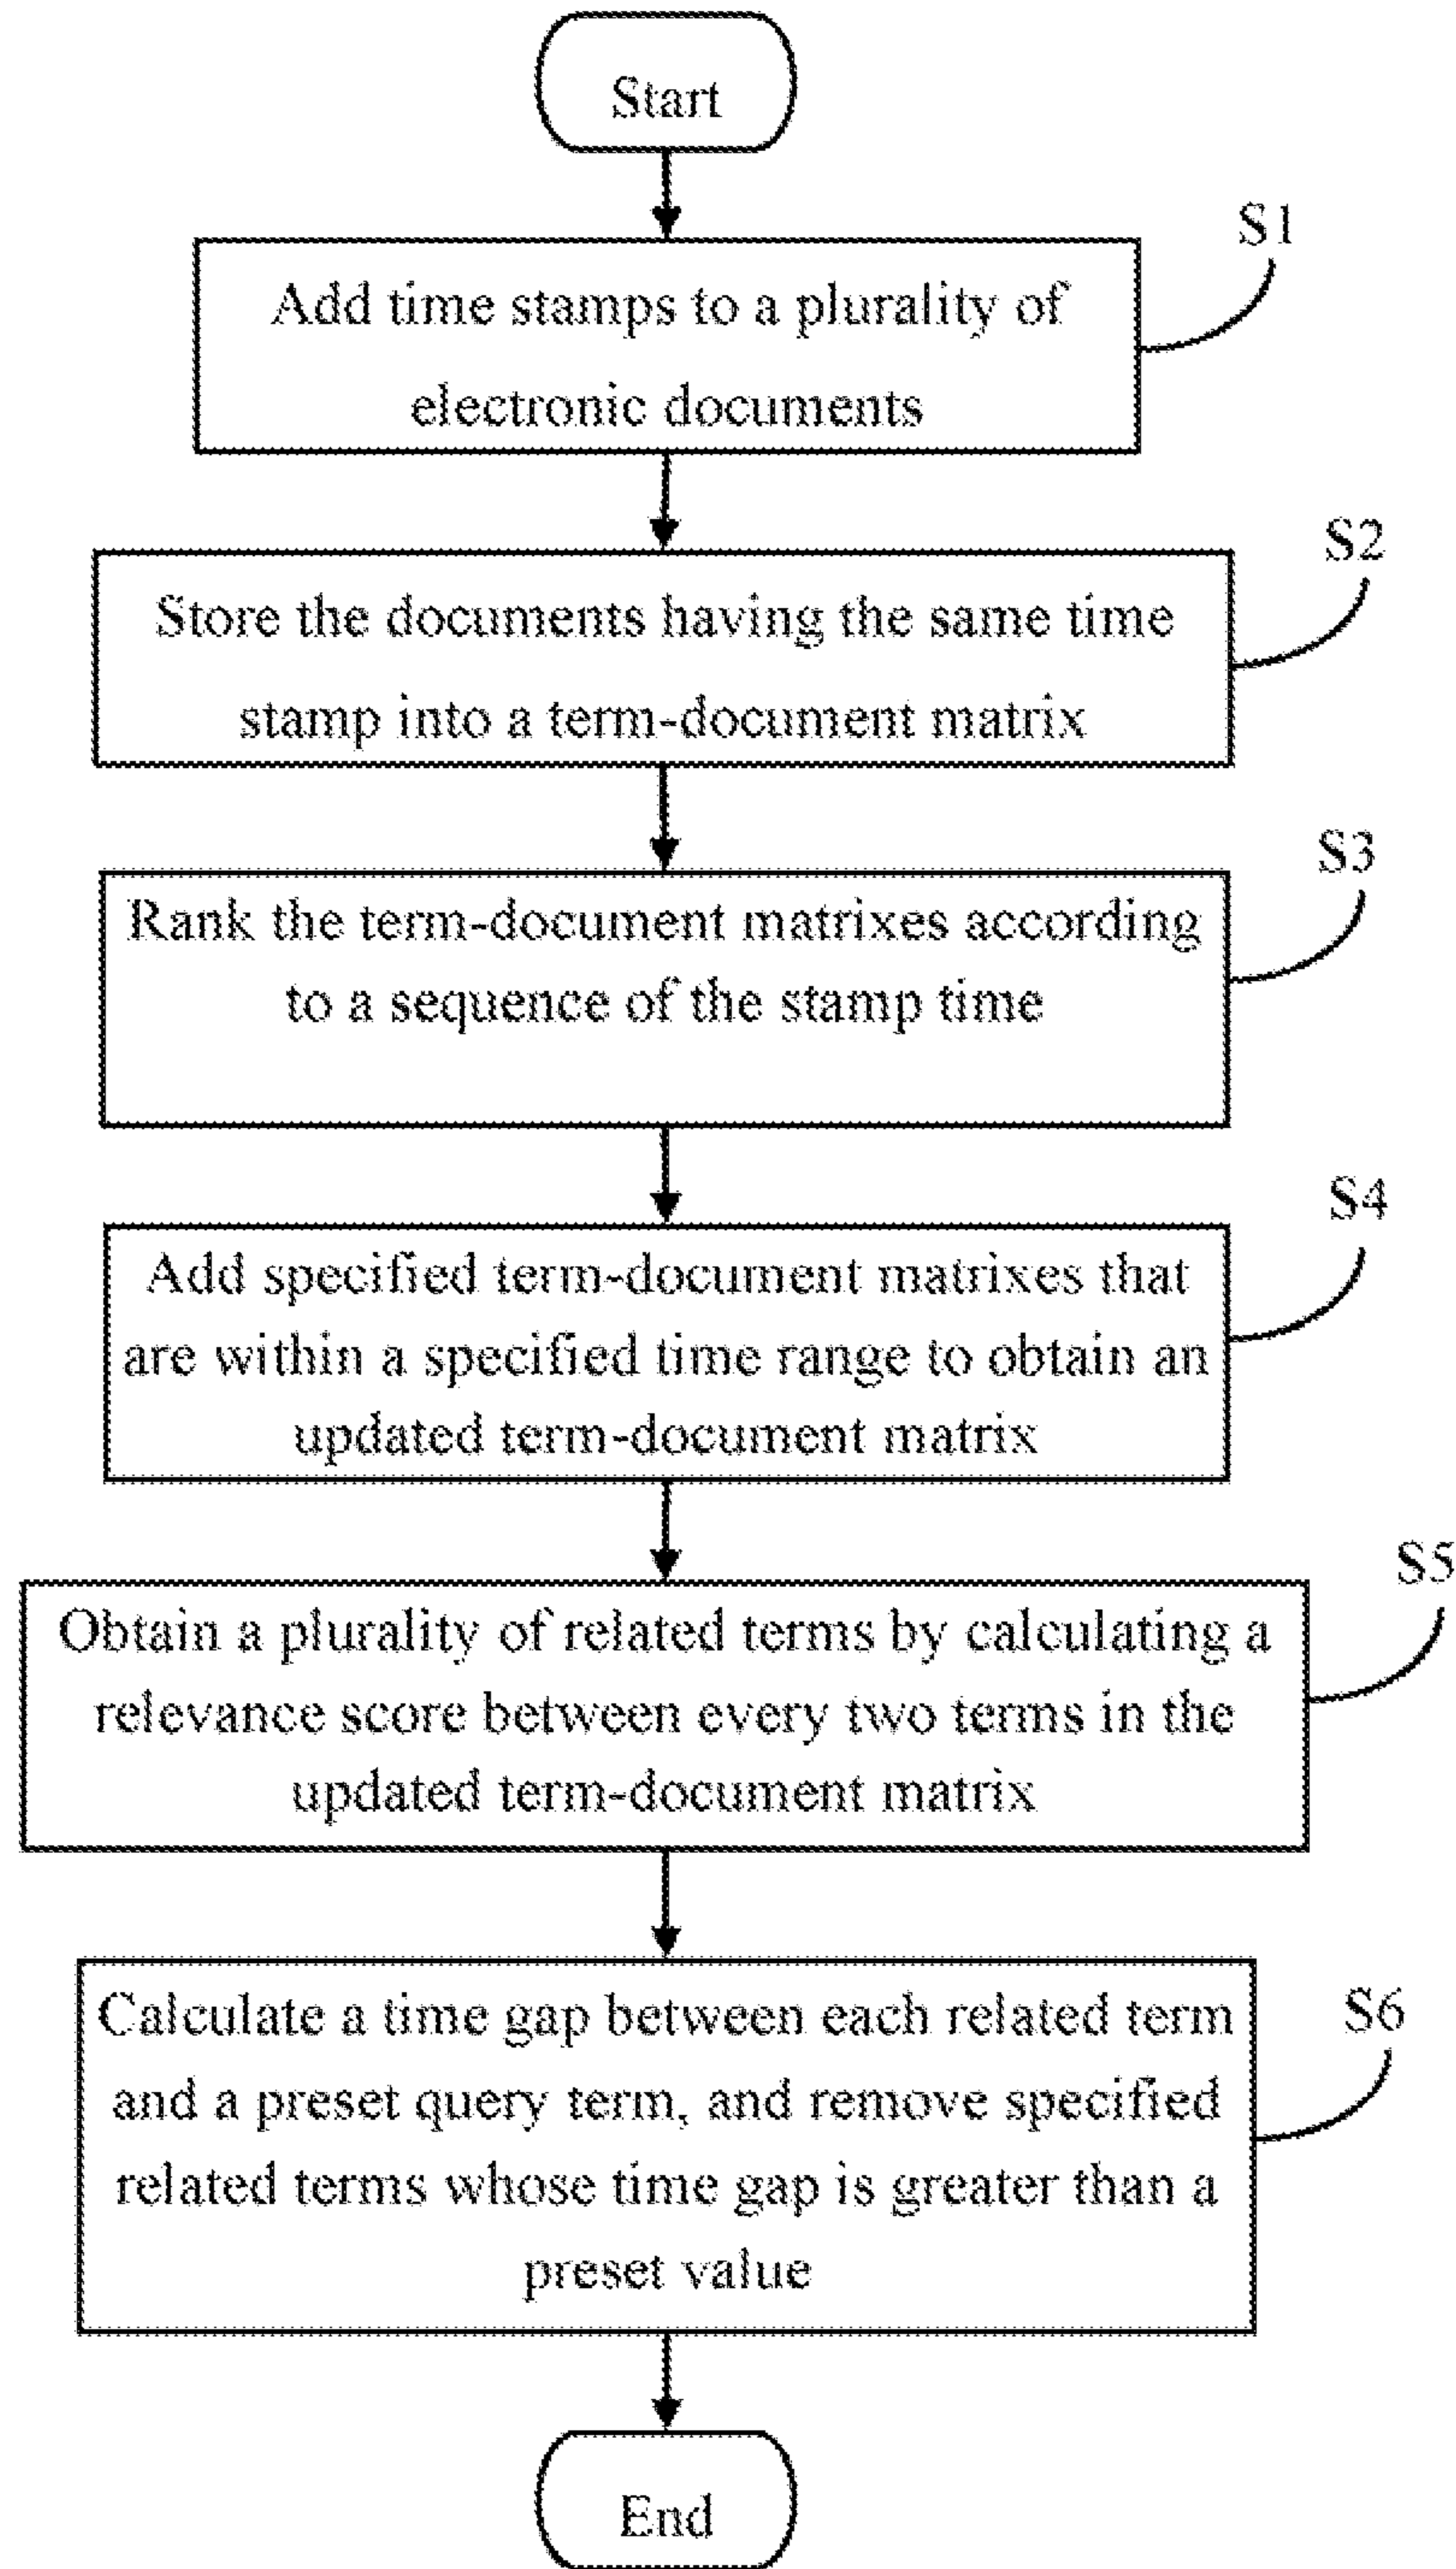 Start
S1
Add time stamps to a plurality of
electronic documents
S2
Store the documents having the same time
stamp into a term-document matrix
S3
Rank the term-document matrixes according
to a sequence of the stamp time
S4
Add specified term-document matrixes that
are within a specified time range to obtain an
updated term-document matrix
S5
Obtain a plurality of related terms by calculating a
relevance score between every two terms in the
updated term-document matrix
S6
Calculate a time gap between each related term
and a preset query term, and remove specified
related terms whose time gap is greater than a
preset value
End